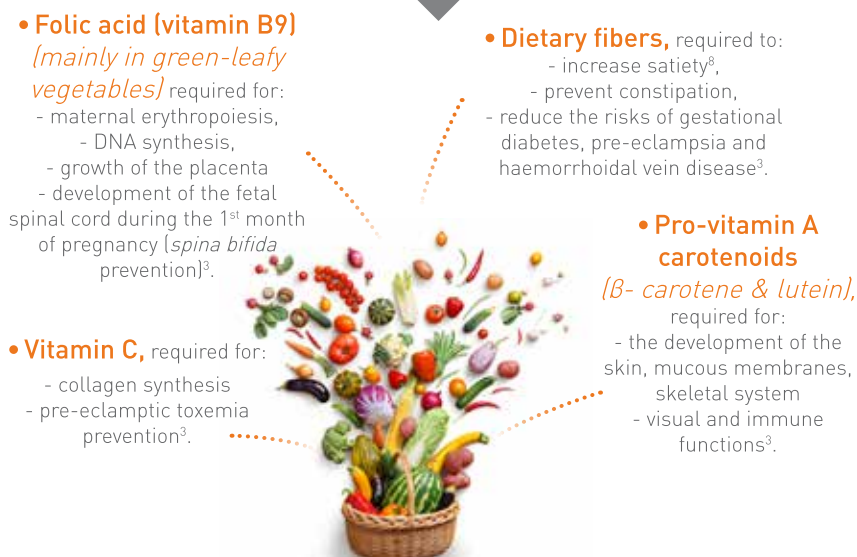 • Folic acid (vitamin B9)
(mainly in green-leafy
vegetables) required for:
- maternal erythropoiesis,
- DNA synthesis,
- growth of the placenta
- development of the fetal
spinal cord during the 1st month
of pregnancy (spina bifida
prevention)3.
• Vitamin C, required for:
- collagen synthesis
- pre-eclamptic toxemia
prevention3.
• Dietary fibers, required to:
- increase satiety8,
- prevent constipation,
- reduce the risks of gestational
diabetes, pre-eclampsia and
haemorrhoidal vein disease3.
• Pro-vitamin A
carotenoids
(β- carotene & lutein),
required for:
- the development of the
skin, mucous membranes,
skeletal system
- visual and immune
functions3.